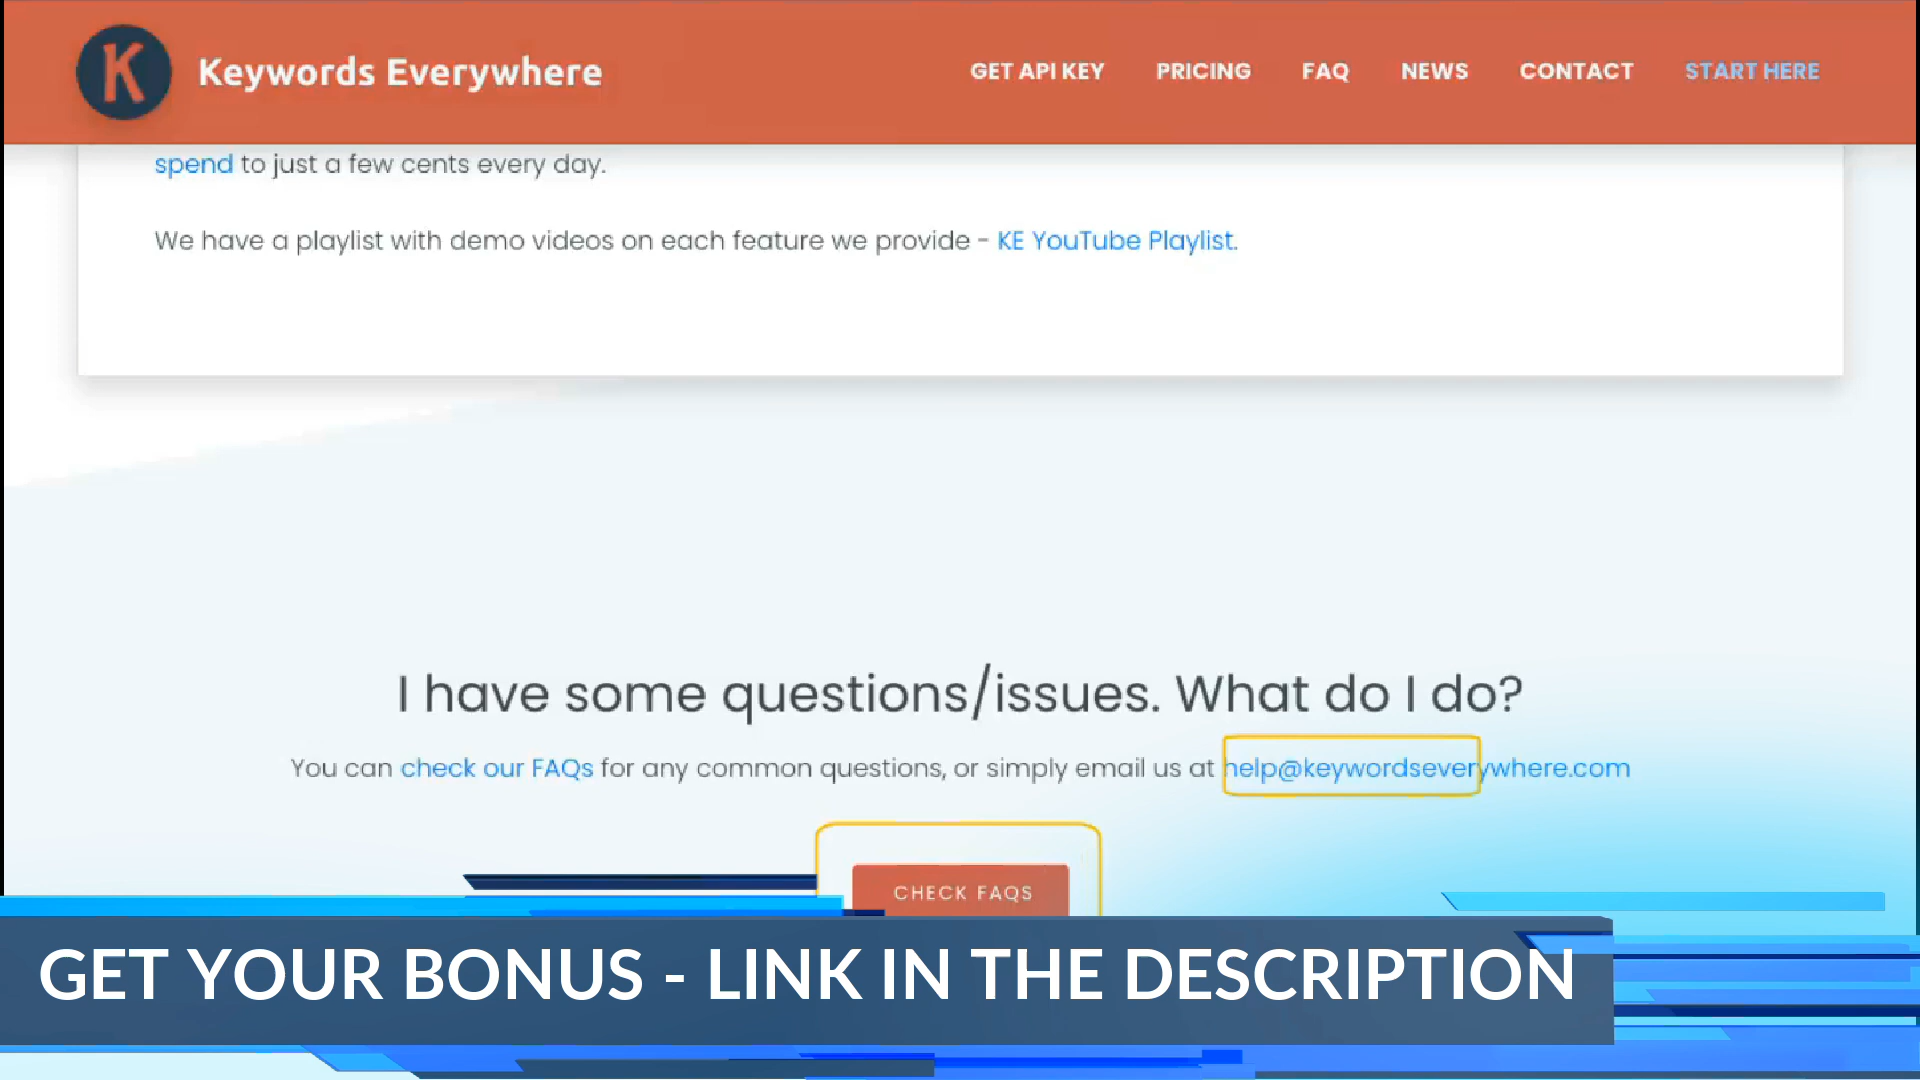 K Keywords Everywhere GET API KEY PRICING FAQ NEWS CONTACT START HERE
spend to just a few cents every day.
We have a playlist with demo videos on each feature we provide - KE YouTube Playlist.
I have some questions/issues. What do I do?
You can check our FAQs for any common questions, or simply email us at help@keywordseverywhere.com
CHECK FAQS
GET YOUR BONUS - LINK IN THE DESCRIPTION